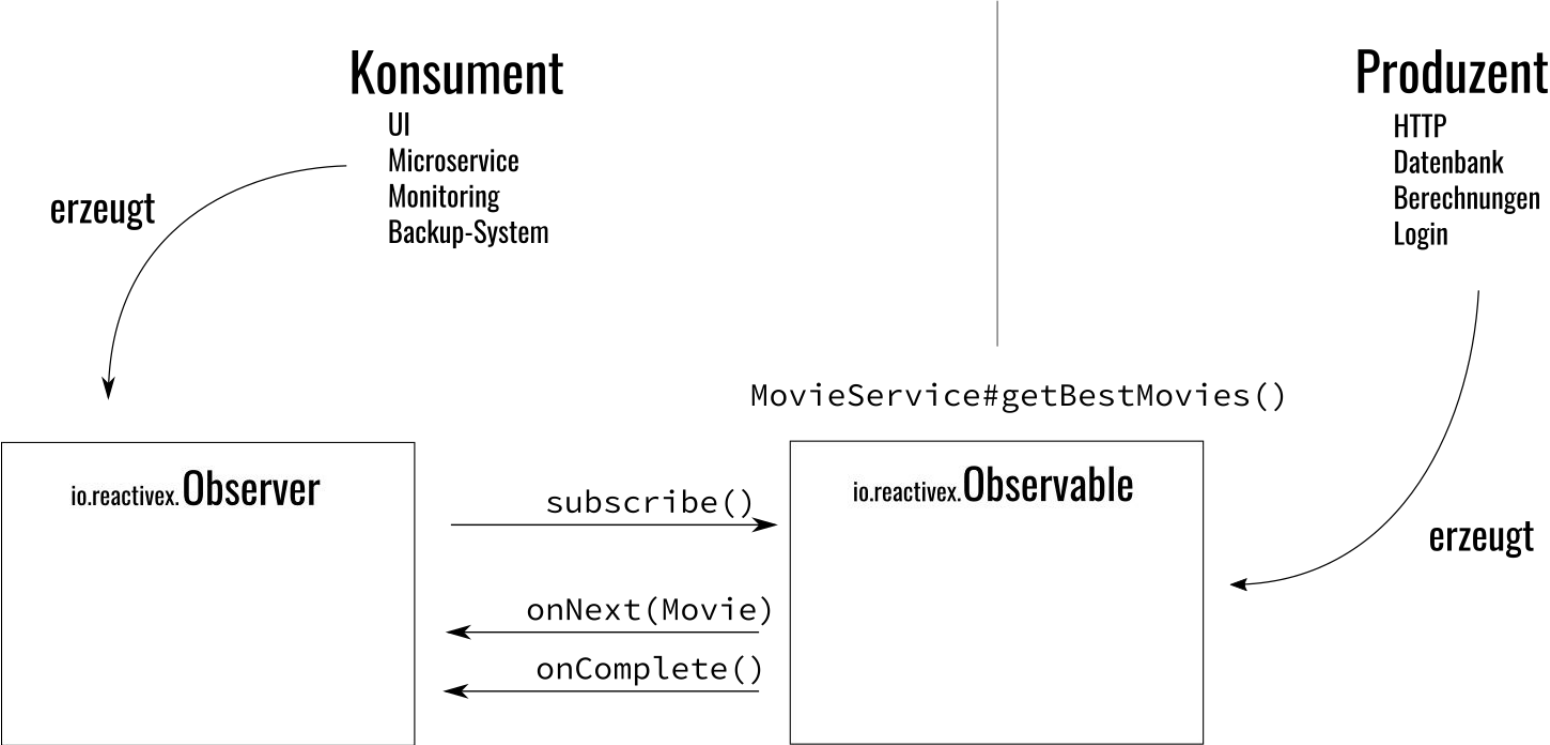 Konsument
UI
Microservice
Monitoring
Backup-System
erzeugt
Produzent
HTTP
Datenbank
Berechnungen
Login
MovieService#getBestMovies()
io.reactivex.Observer
subscribe()
onNext(Movie)
onComplete()
io.reactivex.Observable
erzeugt